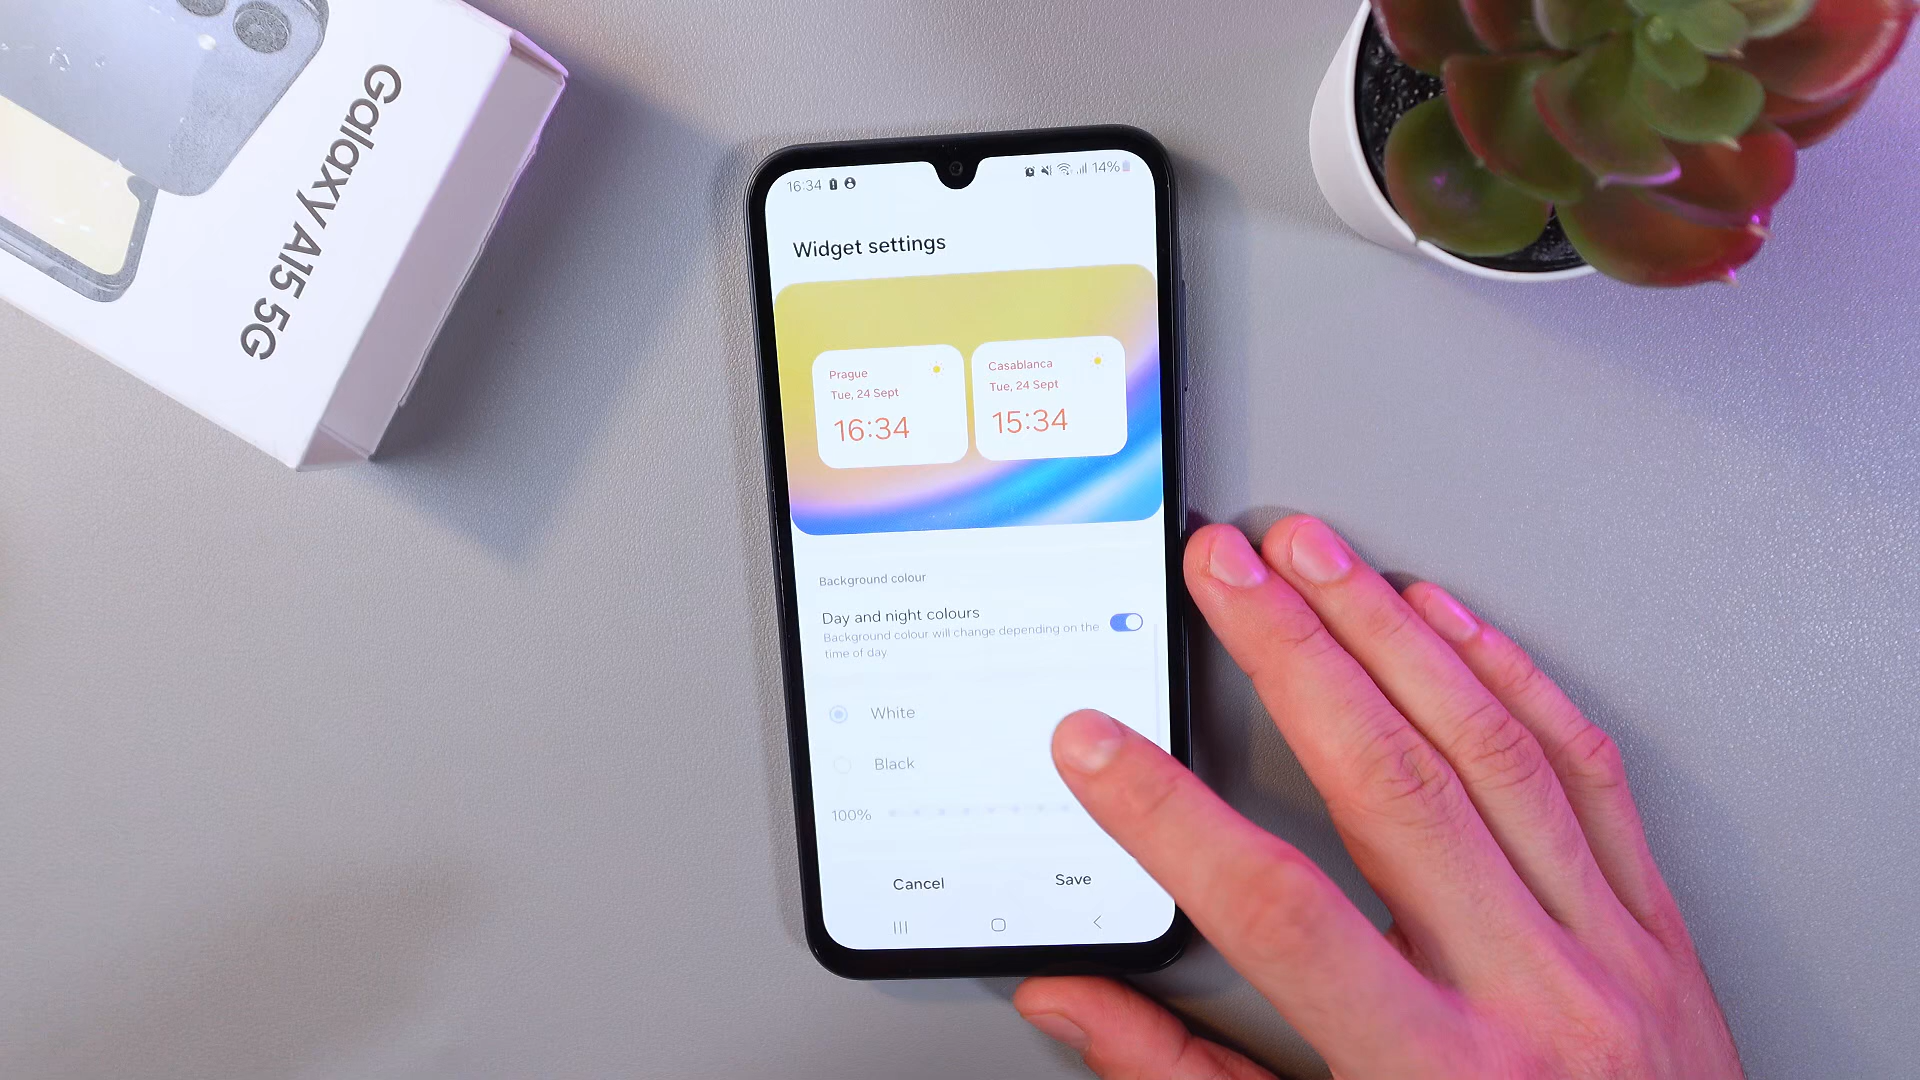 Galaxy A15 5G
16:34
14%
Widget settings
Prague
Tue, 24 Sept
16:34
Casablanca
Tue, 24 Sept
15:34
Background colour
Day and night colours
Background colour will change depending on the
time of day
White
Black
100%
Cancel
Save